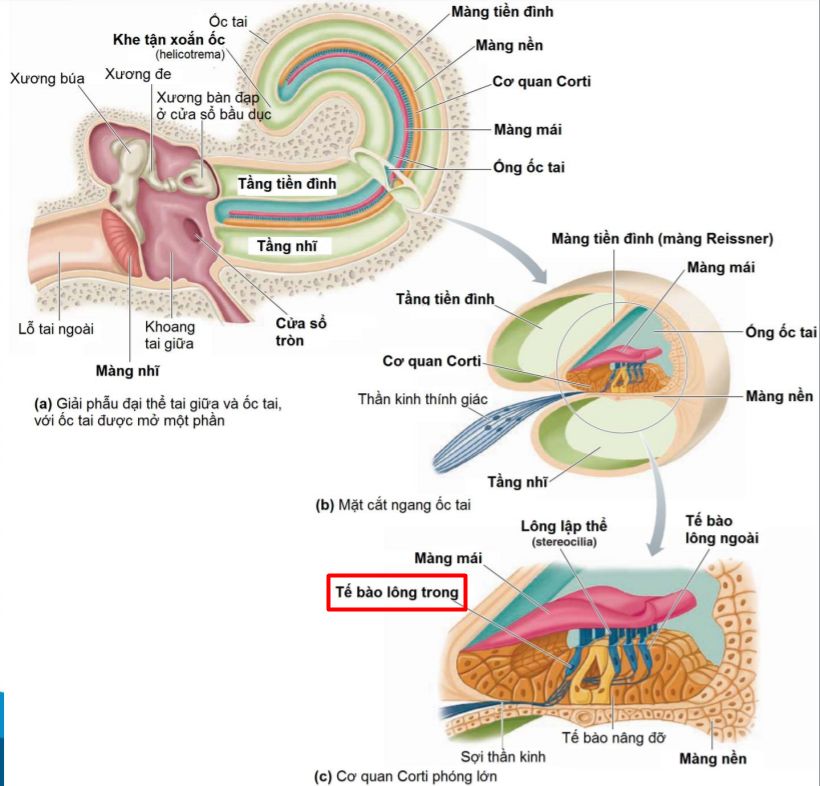 Ốc tai
Khe tận xoắn ốc
(helicotrema)
Xương búa
Xương đe
Xương bàn đạp
ở cửa sổ bầu dục
Màng tiền đình
Màng nền
Cơ quan Corti
Màng mái
Ống ốc tai
Tầng tiền đình
Tầng nhĩ
Lỗ tai ngoài
Màng nhĩ
Khoang
tai giữa
Cửa sổ
tròn
(a) Giải phẫu đại thể tai giữa và ốc tai,
với ốc tai được mở một phần
Màng tiền đình (màng Reissner)
Màng mái
Tầng tiền đình
Ống ốc tai
Cơ quan Corti
Thần kinh thính giác
Màng nền
Tầng nhĩ
(b) Mặt cắt ngang ốc tai
Lông lập thể
(stereocilia)
Tế bào
lông ngoài
Màng mái
Tế bào lông trong
Tế bào nâng đỡ
Sợi thần kinh
Màng nền
(c) Cơ quan Corti phóng lớn